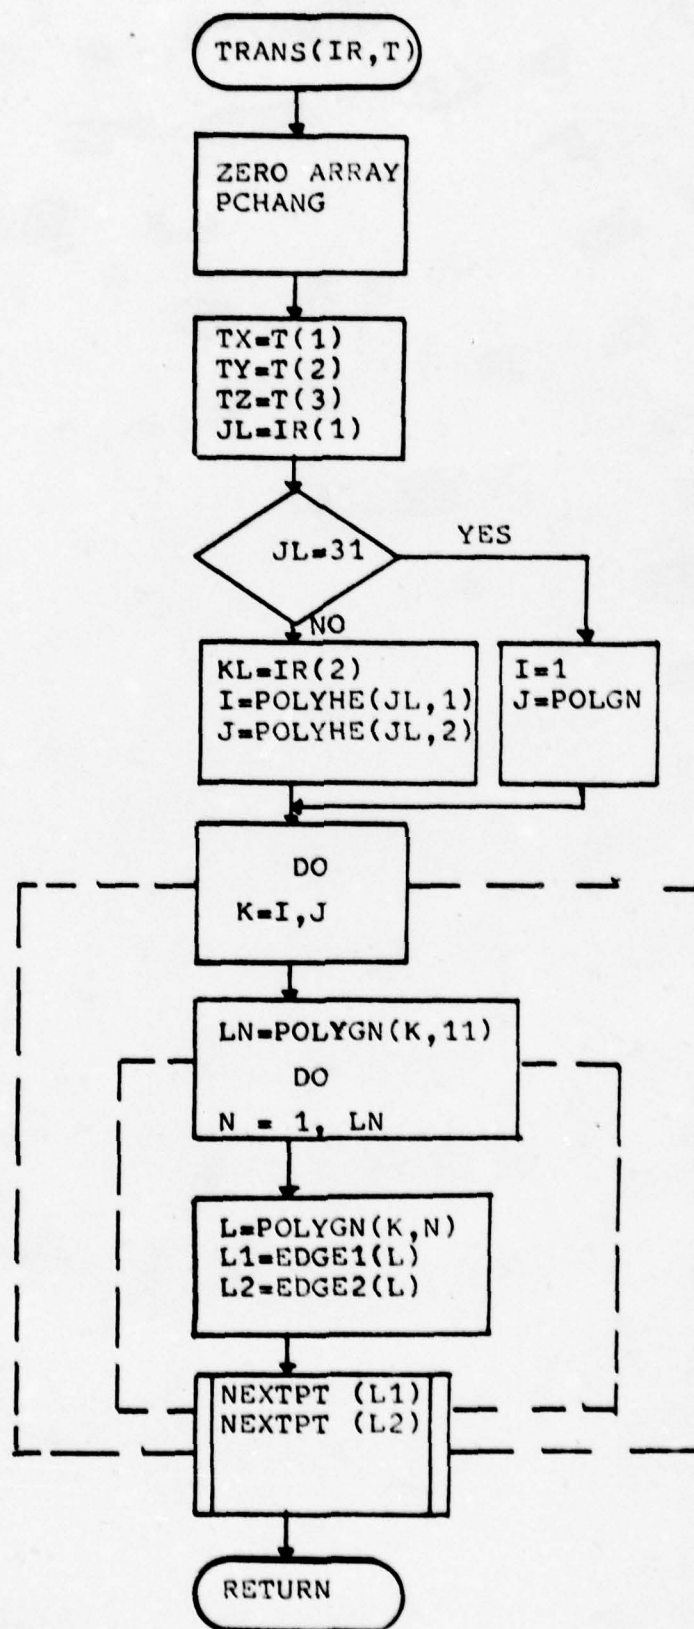 TRANS(IR,T)
ZERO ARRAY
PCHANG
TX=T(1)
TY=T(2)
TZ=T(3)
JL=IR(1)
JL=31
YES
NO
KL=IR(2)
I=POLYHE(JL,1)
J=POLYHE(JL,2)
I=1
J=POLGN
DO
K=I,J
LN=POLYGN(K,11)
DO
N = 1, LN
L=POLYGN(K,N)
L1=EDGE1(L)
L2=EDGE2(L)
NEXTPT (L1)
NEXTPT (L2)
RETURN